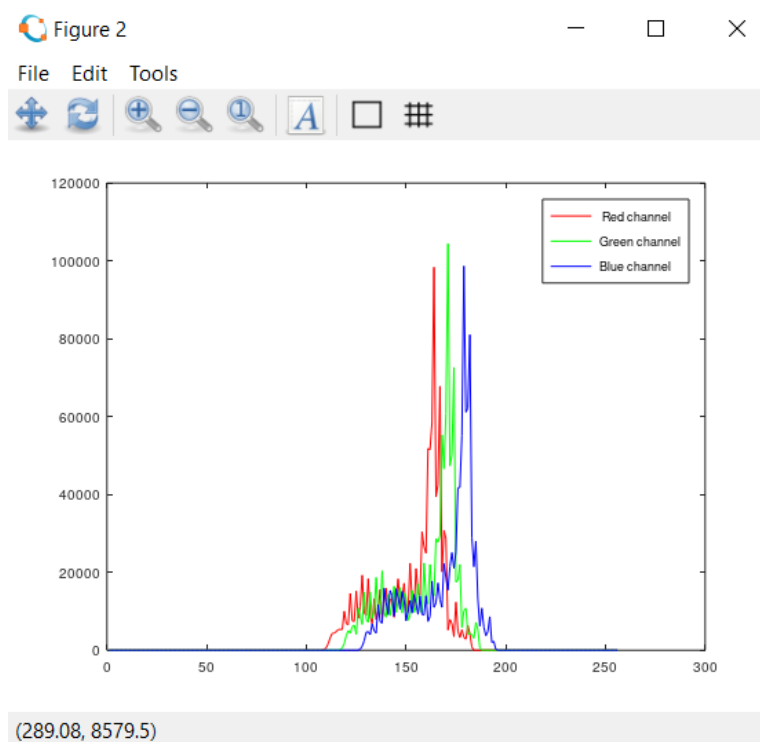 Figure 2
File Edit Tools
1 A
120000
100000
80000
60000
40000
20000
0
0 50 100 150 200 250 300
Red channel
Green channel
Blue channel
(289.08, 8579.5)